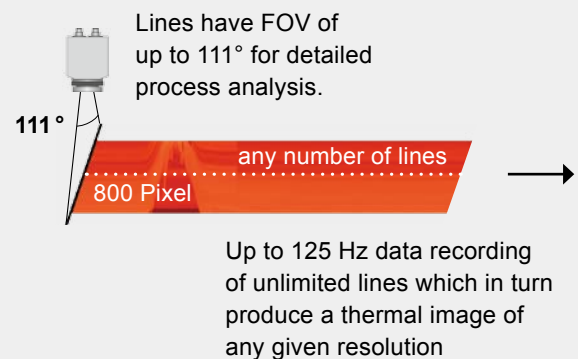 Lines have FOV of
up to 111° for detailed
process analysis.
111°
any number of lines
800 Pixel
Up to 125 Hz data recording
of unlimited lines which in turn
produce a thermal image of
any given resolution